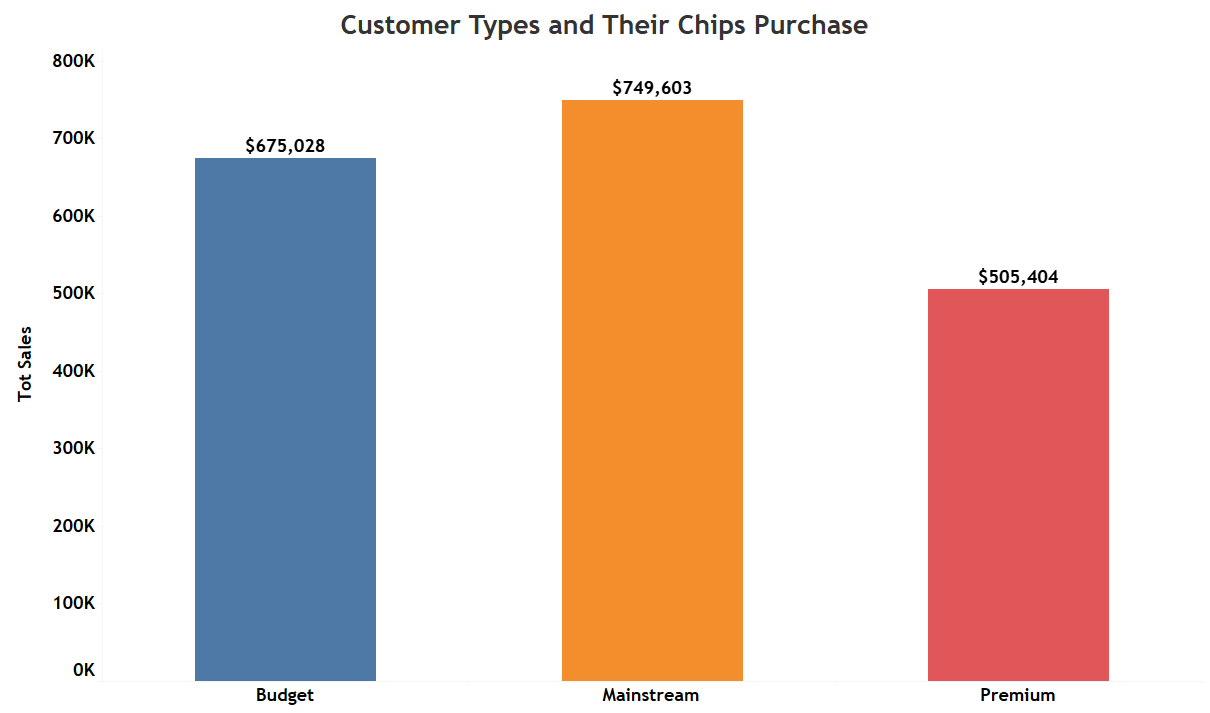 Customer Types and Their Chips Purchase
800K
$749,603
700K
$675,028
600K
500K
$505,404
Tot Sales
400K
300K
200K
100K
0K
Budget
Mainstream
Premium